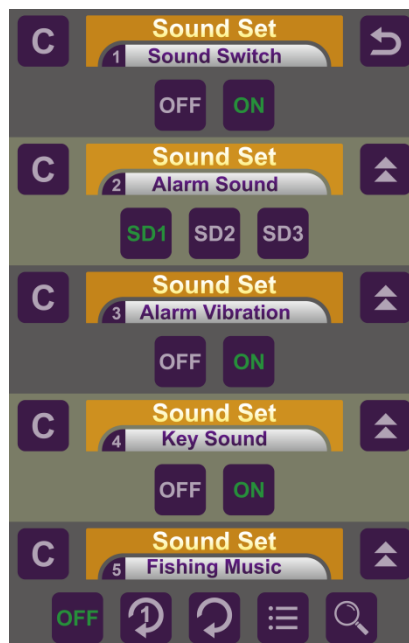 C Sound Set
1 Sound Switch
OFF ON
C Sound Set
2 Alarm Sound
SD1 SD2 SD3
C Sound Set
3 Alarm Vibration
OFF ON
C Sound Set
4 Key Sound
OFF ON
C Sound Set
5 Fishing Music
OFF 1